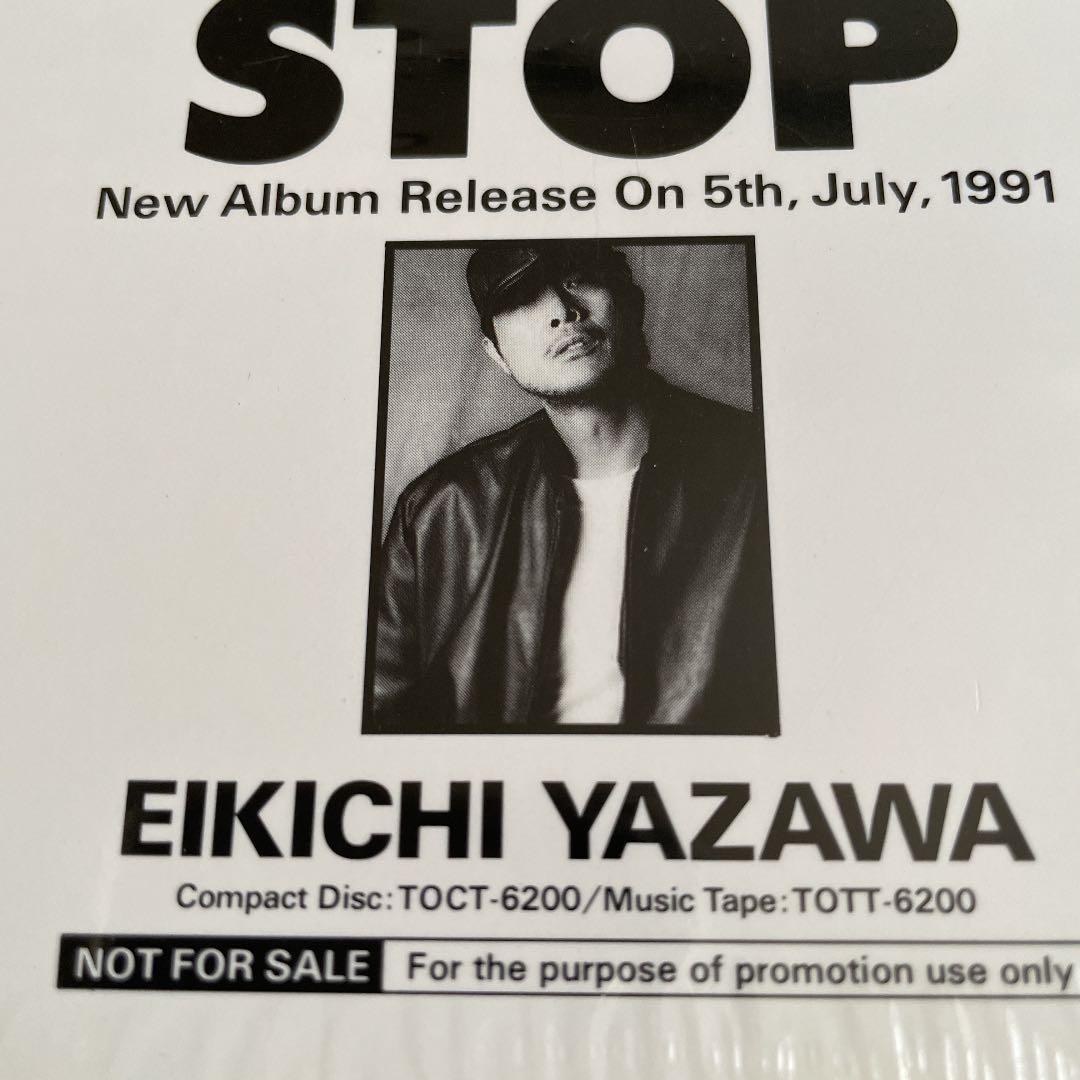 STOP
New Album Release On 5th, July, 1991
EIKICHI YAZAWA
Compact Disc:TOCT-6200/Music Tape:TOTT-6200
NOT FOR SALE For the purpose of promotion use only